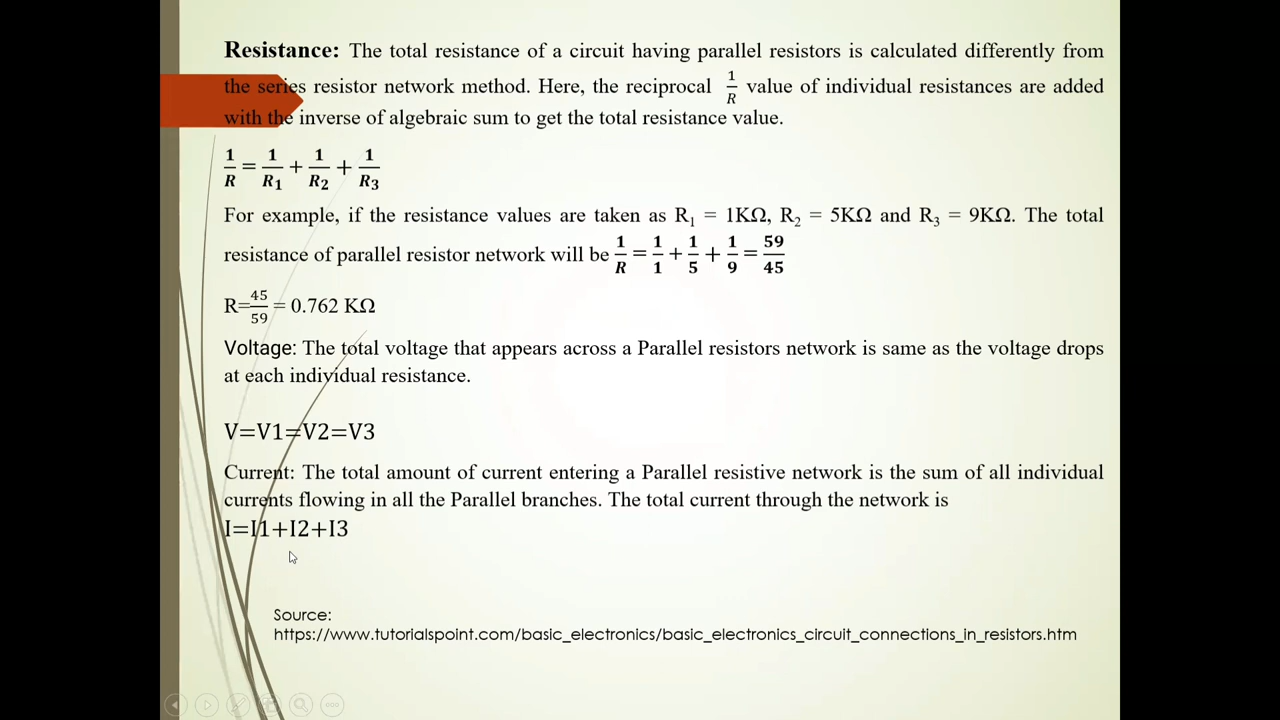 Resistance: The total resistance of a circuit having parallel resistors is calculated differently from
the series resistor network method. Here, the reciprocal 1/R value of individual resistances are added
with the inverse of algebraic sum to get the total resistance value.
1/R = 1/R₁ + 1/R₂ + 1/R₃
For example, if the resistance values are taken as R₁ = 1KΩ, R₂ = 5KΩ and R₃ = 9KΩ. The total
resistance of parallel resistor network will be 1/R = 1/1 + 1/5 + 1/9 = 59/45
R=45/59 = 0.762 KΩ
Voltage: The total voltage that appears across a Parallel resistors network is same as the voltage drops
at each individual resistance.
V=V1=V2=V3
Current: The total amount of current entering a Parallel resistive network is the sum of all individual
currents flowing in all the Parallel branches. The total current through the network is
I=I1+I2+I3
Source:
https://www.tutorialspoint.com/basic_electronics/basic_electronics_circuit_connections_in_resistors.htm